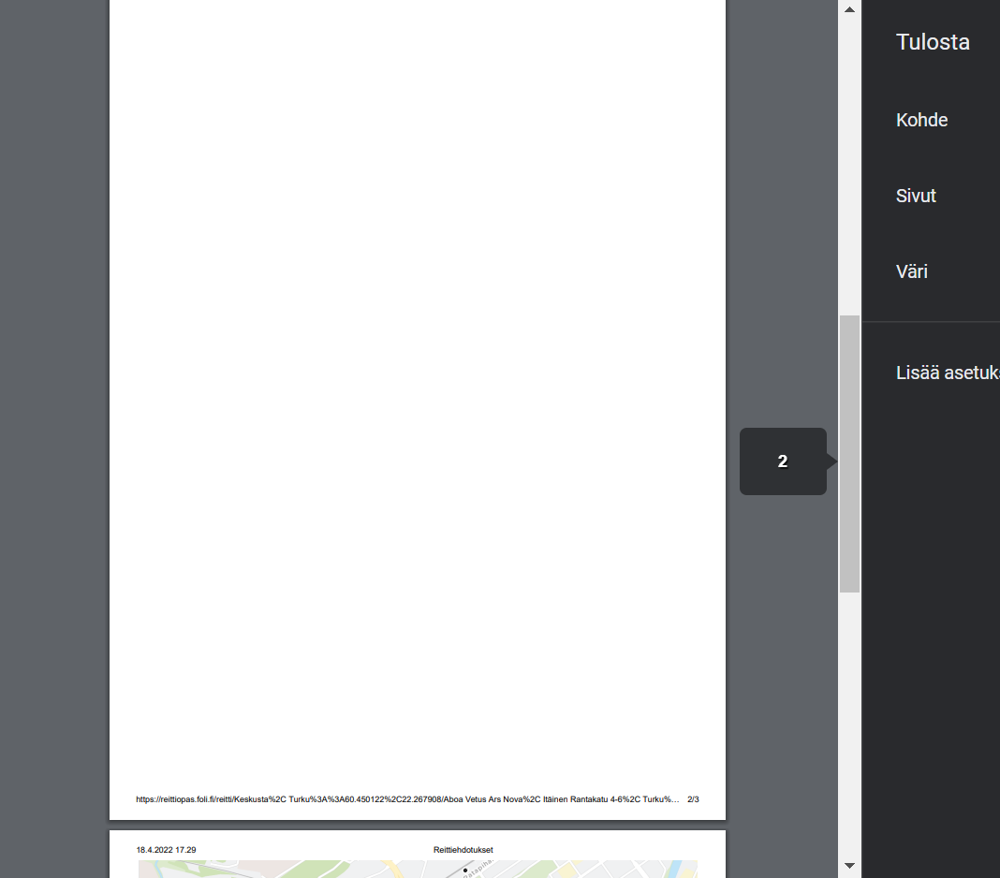 Tulosta
Kohde
Sivut
Väri
Lisää asetuk
2
https://reittiopas.foli.fi/reitti/Keskusta%2C Turku%3A%3A60.450122%2C22.267908/Aboa Vetus Ars Nova%2C Itäinen Rantakatu 4-6%2C Turku%… 2/3
18.4.2022 17.29 Reittiehdotukset